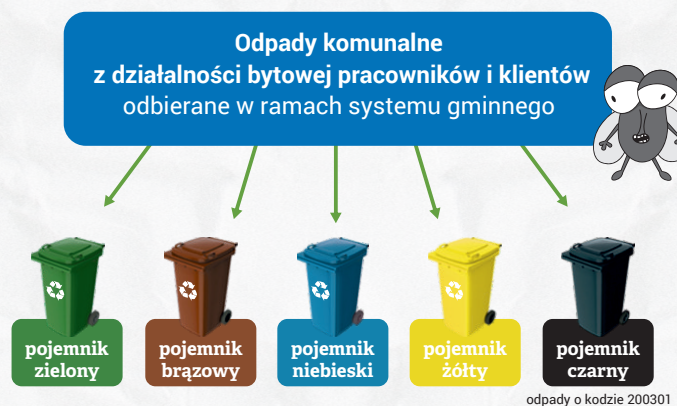 Odpady komunalne
z działalności bytowej pracowników i klientów
odbierane w ramach systemu gminnego
pojemnik
zielony
pojemnik
brązowy
pojemnik
niebieski
pojemnik
żółty
pojemnik
czarny
odpady o kodzie 200301